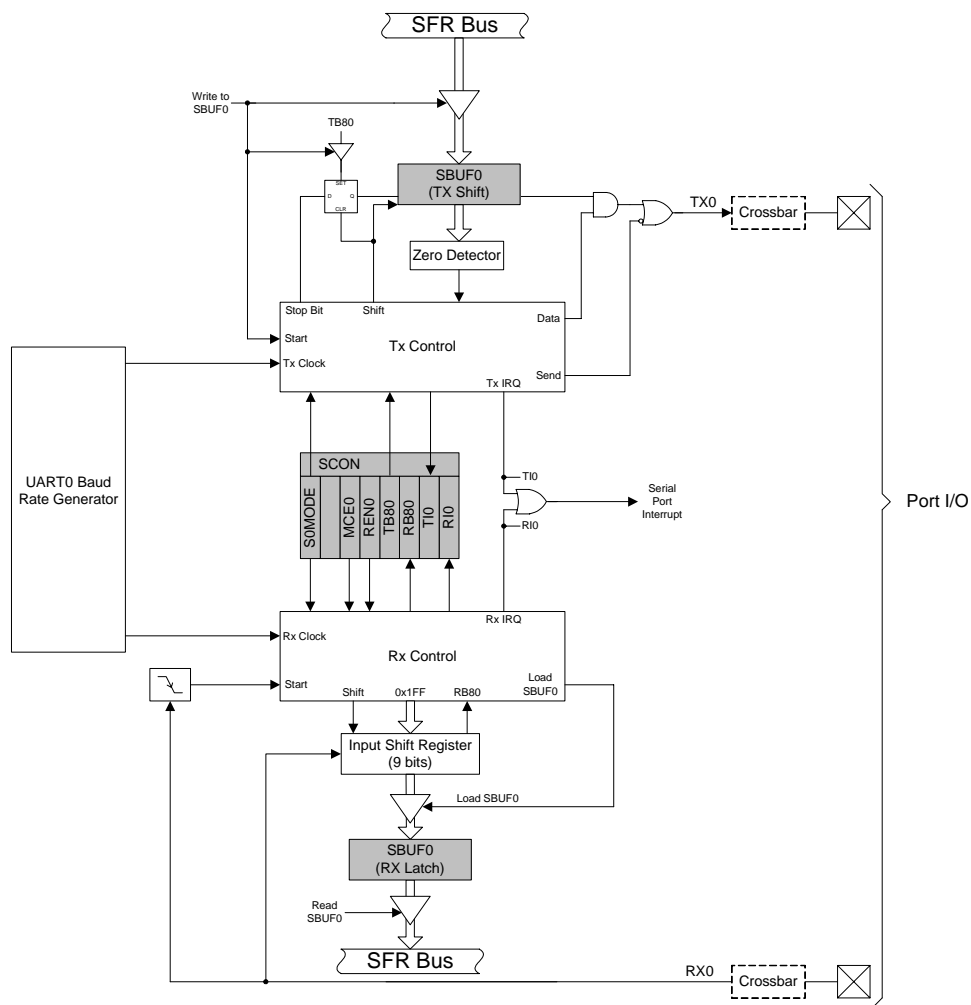 SFR Bus
Write to
SBUF0
TB80
SET
D
Q
CLR
SBUF0
(TX Shift)
TX0
Crossbar
Zero Detector
Stop Bit
Shift
Data
Start
Tx Control
Tx Clock
Send
Tx IRQ
UART0 Baud
Rate Generator
SCON
S0MODE
MCE0
REN0
TB80
RB80
TI0
RI0
TI0
Serial
Port
Interrupt
RI0
Port I/O
Rx IRQ
Rx Clock
Rx Control
Start
Load
SBUF0
Shift
0x1FF
RB80
Input Shift Register
(9 bits)
Load SBUF0
SBUF0
(RX Latch)
Read
SBUF0
SFR Bus
RX0
Crossbar